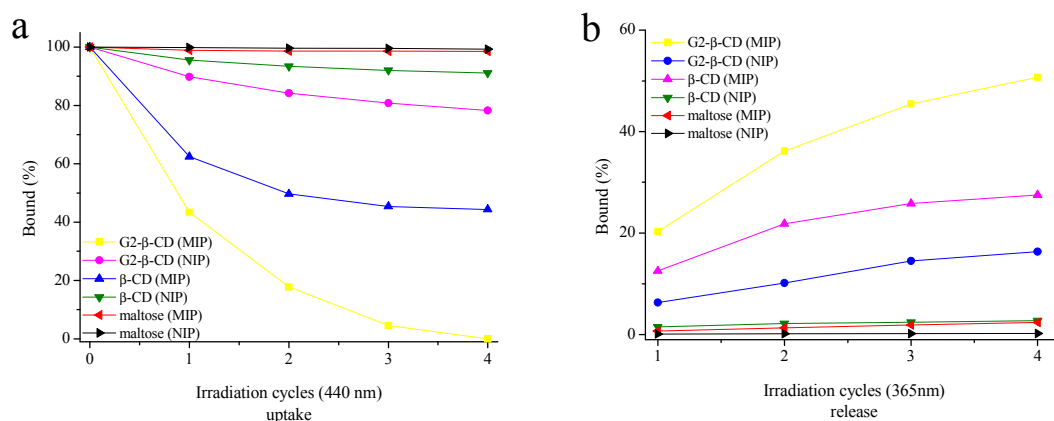 a
100
80
60
40
20
0
Bound (%)
G2-β-CD (MIP)
G2-β-CD (NIP)
β-CD (MIP)
β-CD (NIP)
maltose (MIP)
maltose (NIP)
0 1 2 3 4
Irradiation cycles (440 nm)
uptake
b
60
40
20
0
Bound (%)
G2-β-CD (MIP)
G2-β-CD (NIP)
β-CD (MIP)
β-CD (NIP)
maltose (MIP)
maltose (NIP)
1 2 3 4
Irradiation cycles (365nm)
release